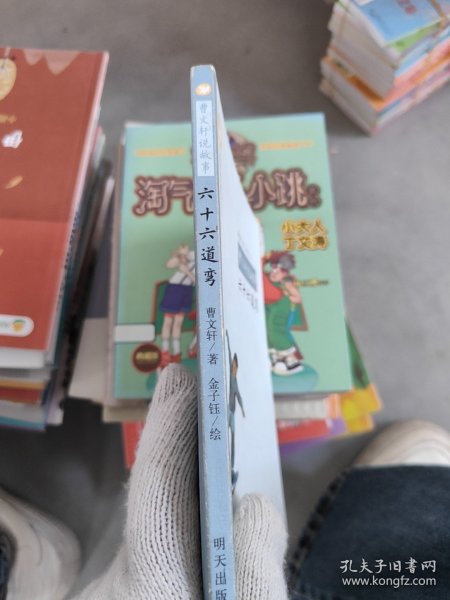 曹文轩说故事
六十六道弯
曹文轩/著
金子钰/绘
明天出版
淘气
小跳
小大人
丁文涛
孔夫子旧书网
www.kongfz.com